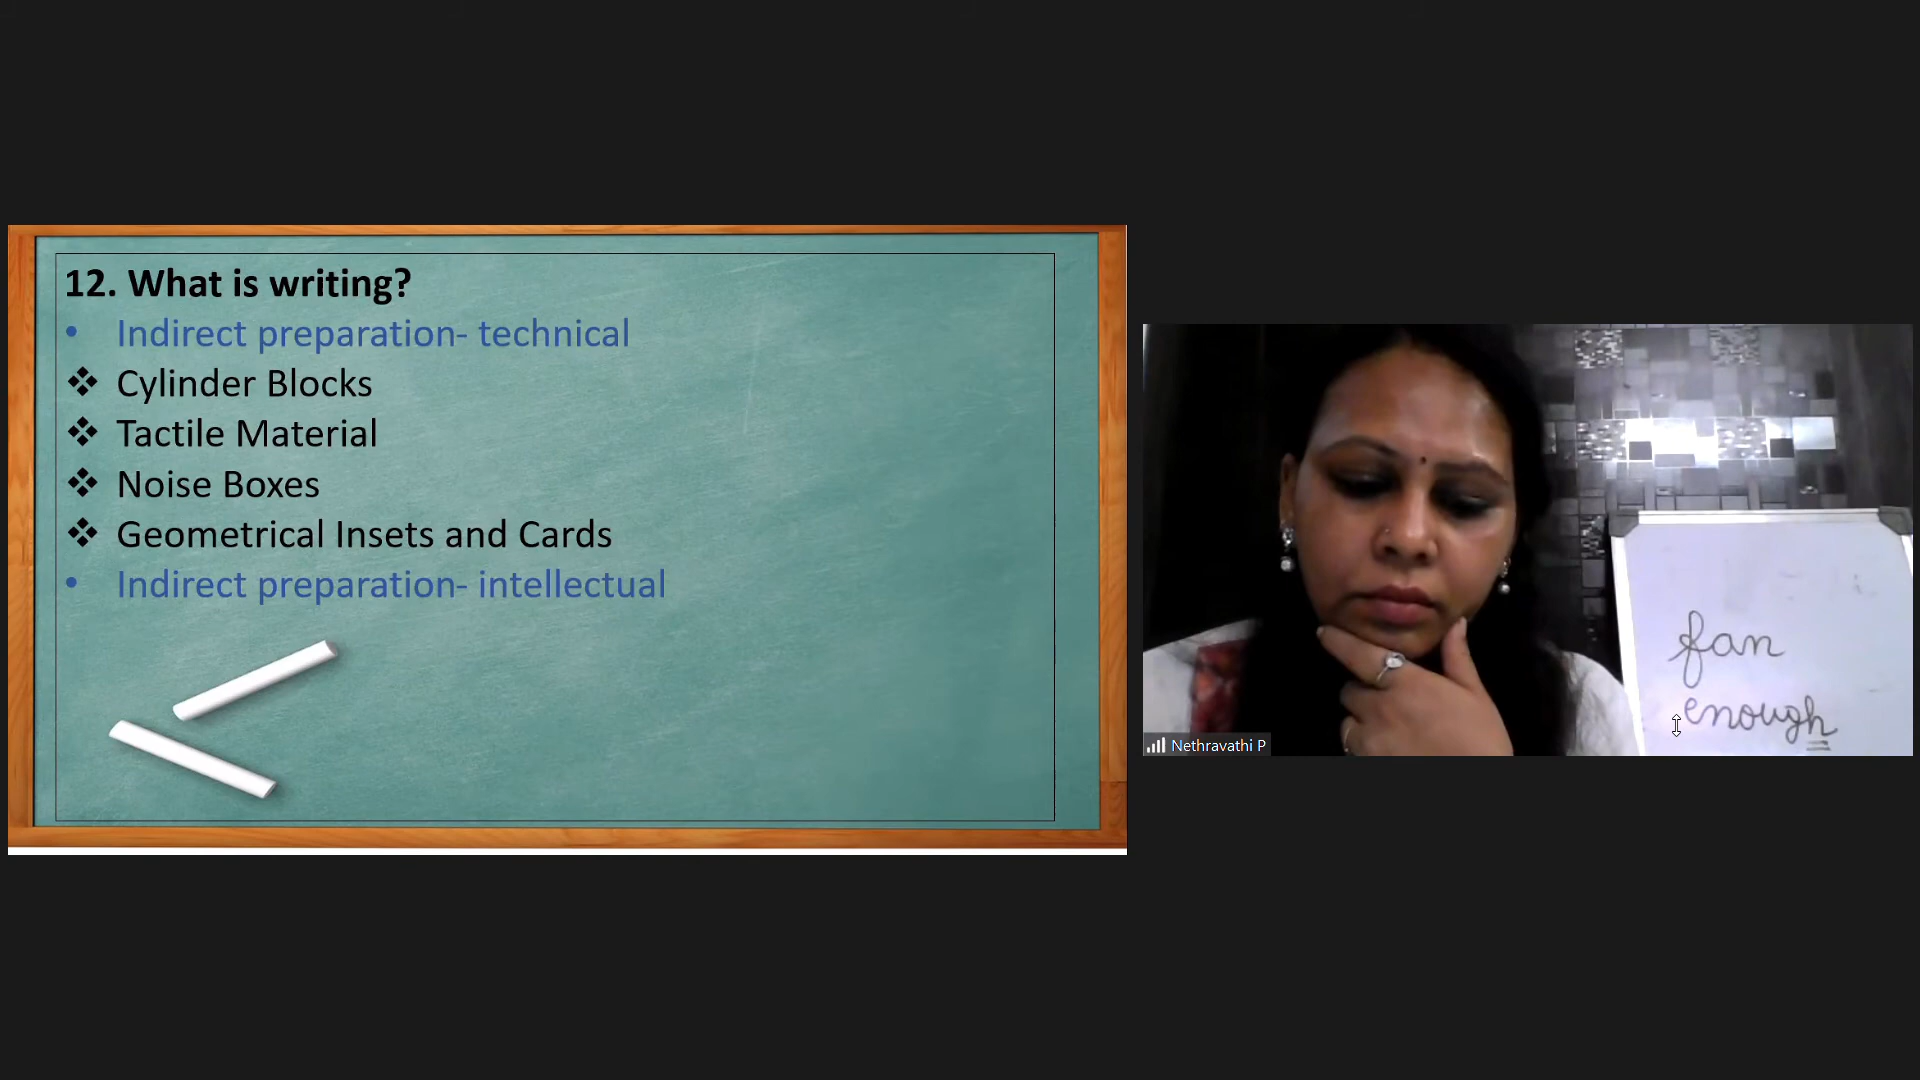 12. What is writing?
• Indirect preparation- technical
❖ Cylinder Blocks
❖ Tactile Material
❖ Noise Boxes
❖ Geometrical Insets and Cards
• Indirect preparation- intellectual
fan
enough
Nethravathi P